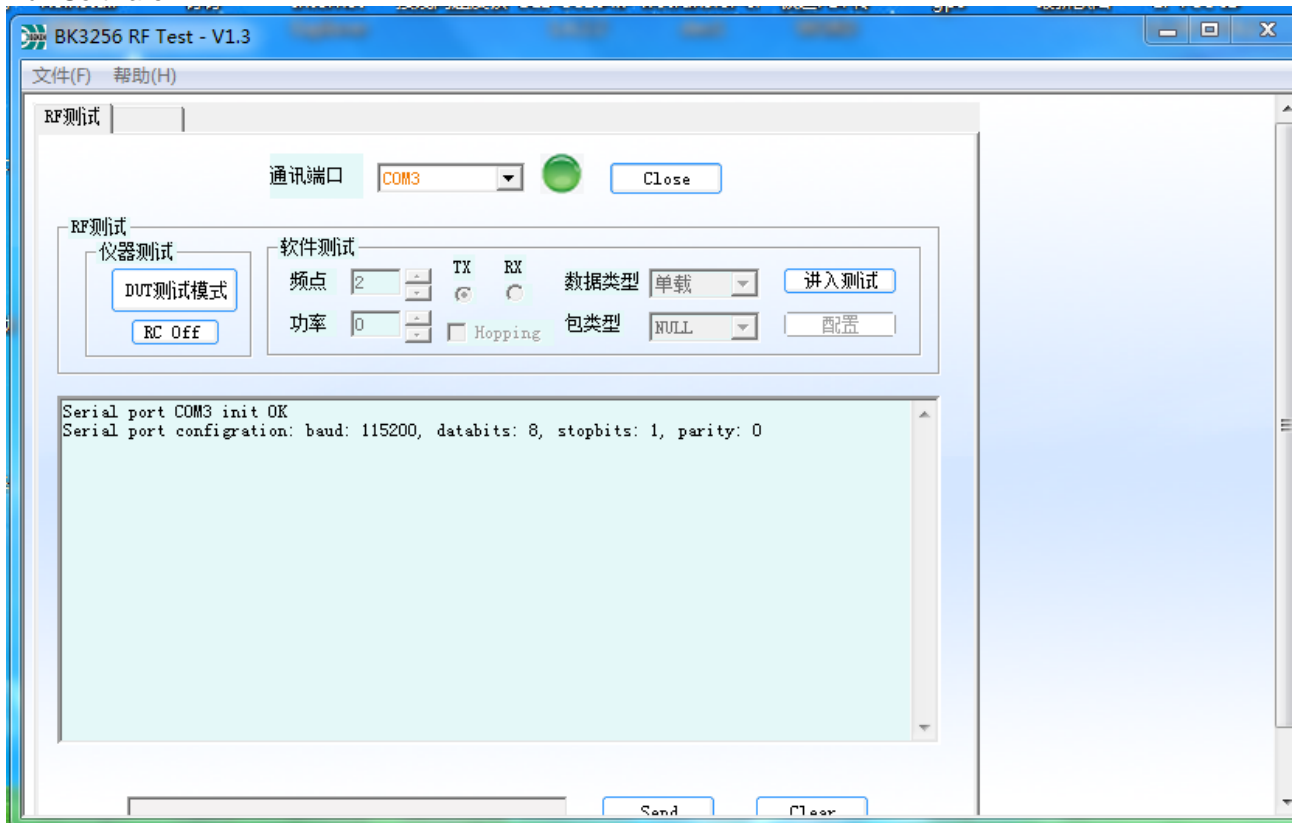 BK3256 RF Test - V1.3
文件(F) 帮助(H)
RF测试
通讯端口 COM3 Close
RF测试
仪器测试 软件测试
DUT测试模式 频点 2 TX RX 数据类型 单载 进入测试
RC Off 功率 0 Hopping 包类型 NULL 配置
Serial port COM3 init OK
Serial port configration: baud: 115200, databits: 8, stopbits: 1, parity: 0
Send Clear